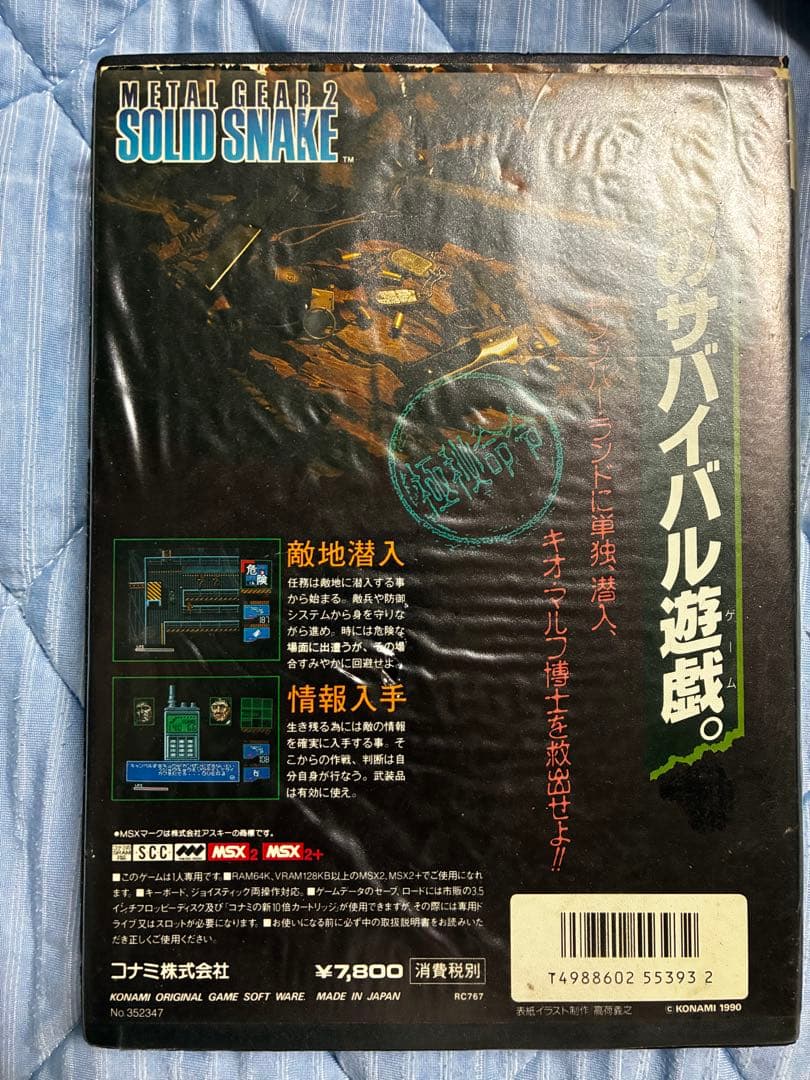 METAL GEAR 2
SOLID SNAKE
TM
のサバイバル遊戯。
ゲーム
ランドに単独、潜入、
キオ・マルフ博士を救出せよ!!
極秘命令
敵地潜入
任務は敵地に潜入する事
から始まる。敵兵や防御
システムから身を守りな
がら進め。時には危険な
場面に出遭うが、その場
合すみやかに回避せよ。
危険
187
情報入手
生き残る為には敵の情報
を確実に入手する事。そ
こからの作戦、判断は自
分自身が行なう。武装品
は有効に使え。
108
●MSXマークは株式会社アスキーの商標です。
SCC MSX2 MSX2+
■このゲームは1人専用です。■RAM64K、VRAM128KB以上のMSX2、MSX2+でご使用になれ
ます。■キーボード、ジョイスティック両操作対応。■ゲームデータのセーブ、ロードには市販の3.5
インチフロッピーディスク及び「コナミの新10倍カートリッジ」が使用できますが、その際には専用ド
ライブ又はスロットが必要になります。■お使いになる前に必ず中の取扱説明書をお読みいた
だき正しくご使用ください。
コナミ株式会社 ¥7,800 消費税別
KONAMI ORIGINAL GAME SOFT WARE. MADE IN JAPAN RC767
No.352347
T4988602 55393 2
表紙イラスト制作 高荷義之 © KONAMI 1990